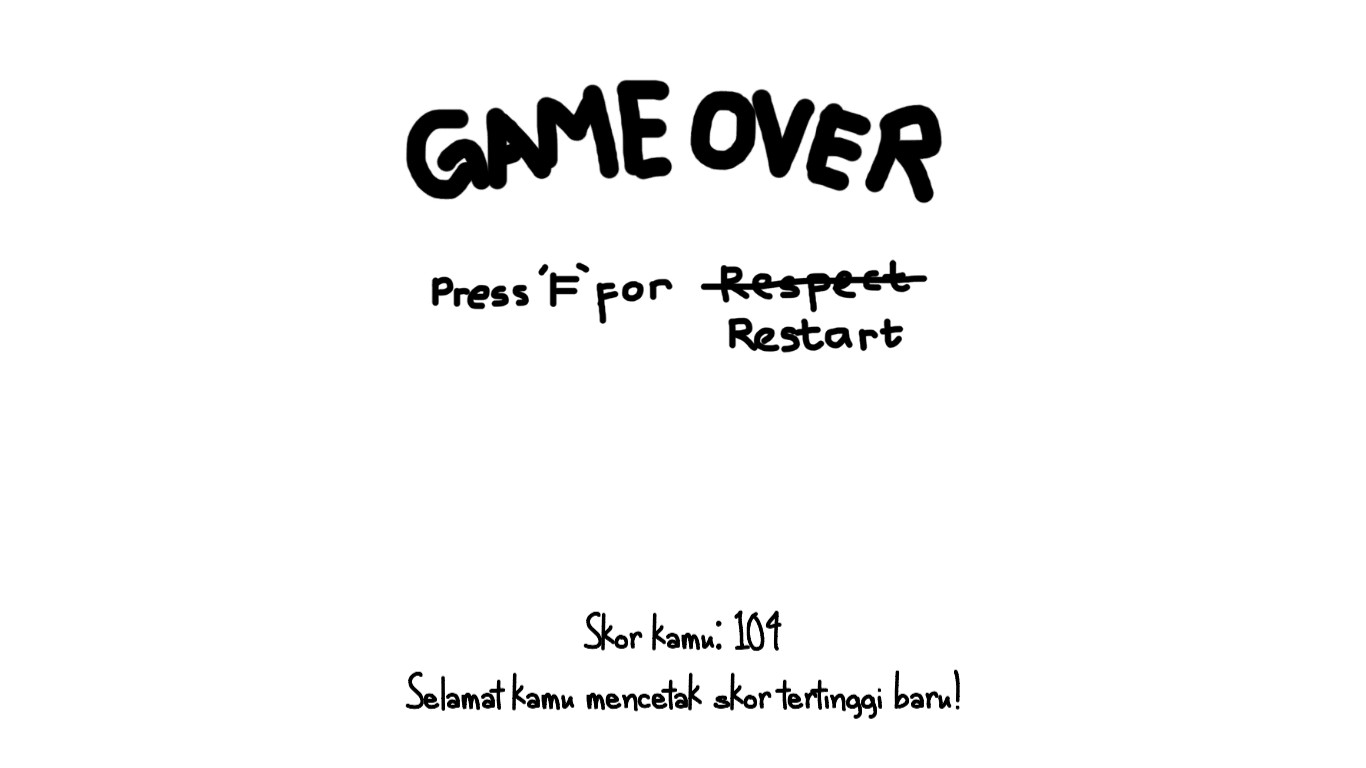 GAME OVER
Press 'F' for Respect
Restart
Skor kamu: 104
Selamat kamu mencetak skor tertinggi baru!